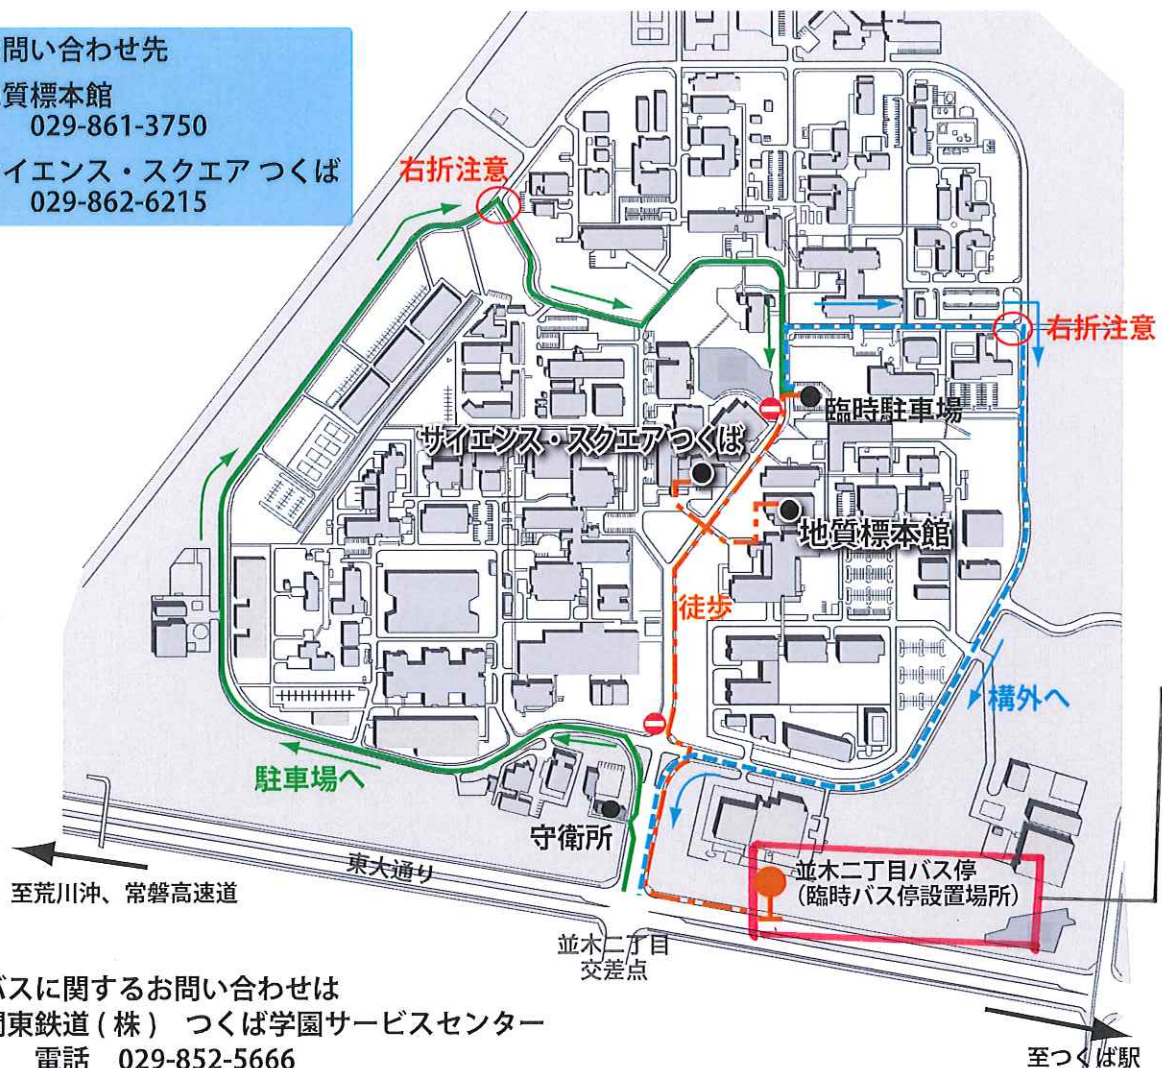 問い合わせ先
質標本館
029-861-3750
イエンス・スクエア つくば
029-862-6215
右折注意
右折注意
臨時駐車場
サイエンス・スクエア つくば
地質標本館
徒歩
構外へ
駐車場へ
守衛所
並木二丁目バス停
(臨時バス停設置場所)
東大通り
至荒川沖、常磐高速道
並木二丁目
交差点
バスに関するお問い合わせは
関東鉄道(株) つくば学園サービスセンター
電話 029-852-5666
至つくば駅